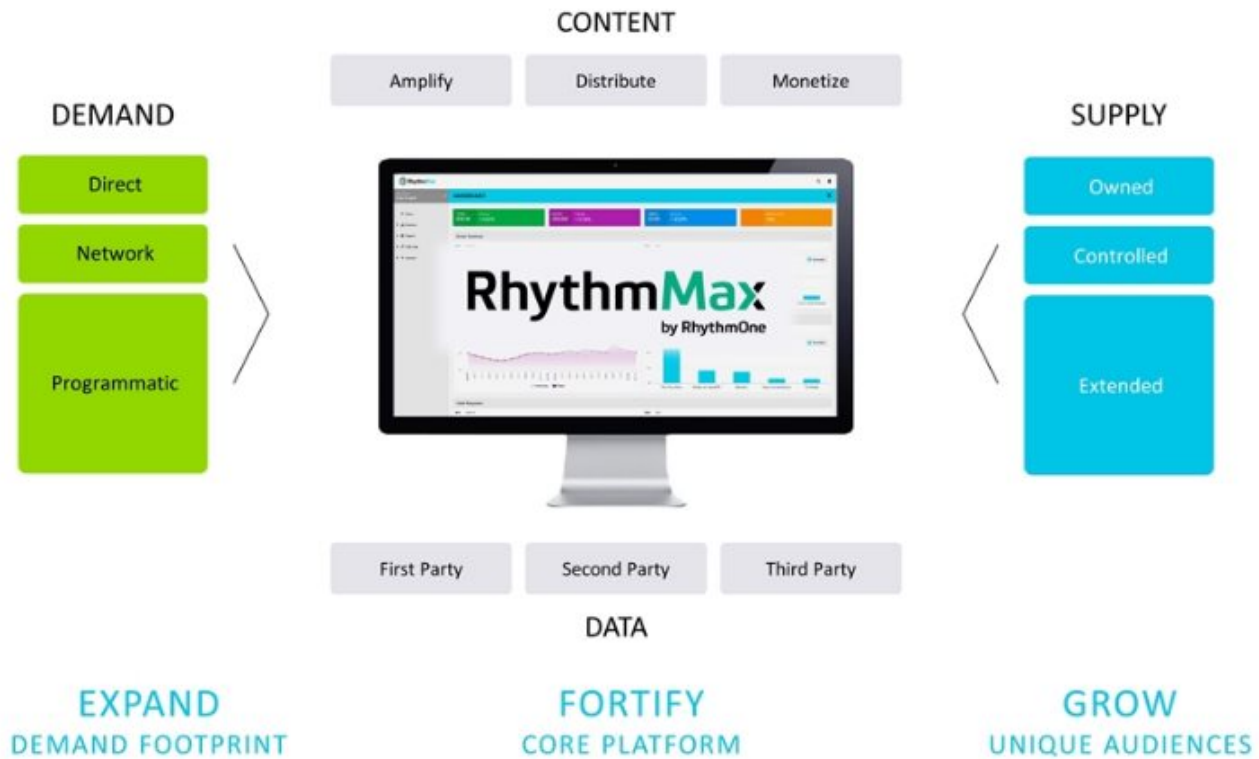 CONTENT
Amplify
Distribute
Monetize
DEMAND
Direct
Network
Programmatic
SUPPLY
Owned
Controlled
Extended
RhythmMax
by RhythmOne
First Party
Second Party
Third Party
DATA
EXPAND
DEMAND FOOTPRINT
FORTIFY
CORE PLATFORM
GROW
UNIQUE AUDIENCES